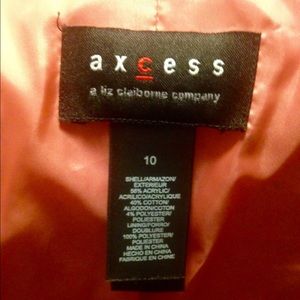 axcess
a liz claiborne company
10
SHELL/ARMAZON/
EXTERIEUR
56% ACRYLIC/
ACRILICO/ACRYLIQUE
40% COTTON/
ALGODON/COTON
4% POLYESTER/
POLIESTER
LINING/FORRO/
DOUBLURE
100% POLYESTER/
POLIESTER
MADE IN CHINA
HECHO EN CHINA
FABRIQUE EN CHINE